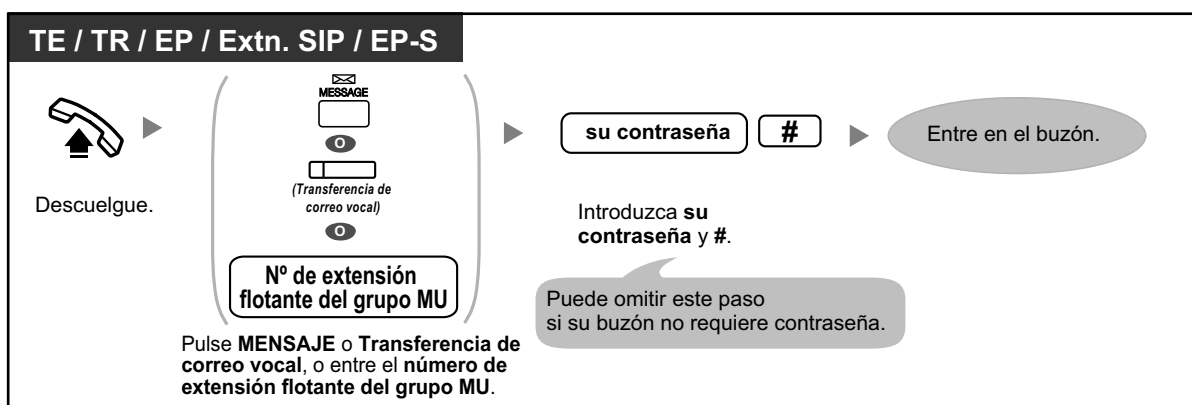 TE / TR / EP / Extn. SIP / EP-S
Descuelgue.
MESSAGE
O
(Transferencia de
correo vocal)
O
Nº de extensión
flotante del grupo MU
Pulse MENSAJE o Transferencia de
correo vocal, o entre el número de
extensión flotante del grupo MU.
su contraseña #
Introduzca su
contraseña y #.
Puede omitir este paso
si su buzón no requiere contraseña.
Entre en el buzón.